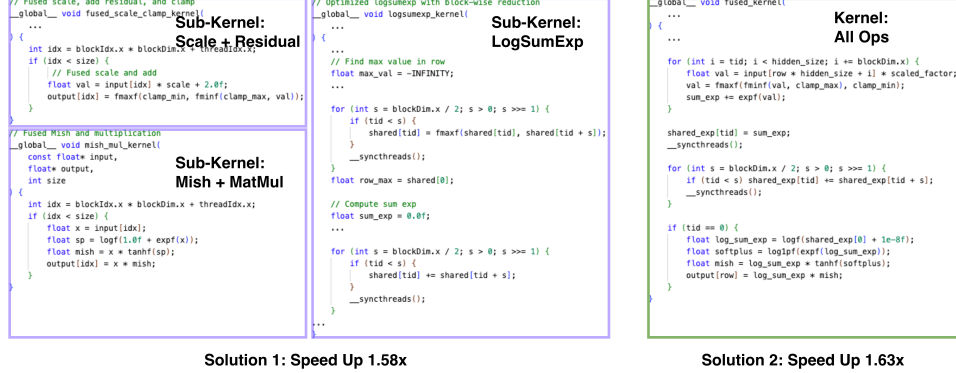 // Fused scale, add residual, and clamp
__global__ void fused_scale_clamp_kernel(
...
) {
int idx = blockIdx.x * blockDim.x + threadIdx.x;
if (idx < size) {
// Fused scale and add
float val = input[idx] * scale + 2.0f;
output[idx] = fmaxf(clamp_min, fminf(clamp_max, val));
}
}
Sub-Kernel:
Scale + Residual
// Fused Mish and multiplication
__global__ void mish_mul_kernel(
const float* input,
float* output,
int size
) {
int idx = blockIdx.x * blockDim.x + threadIdx.x;
if (idx < size) {
float x = input[idx];
float sp = logf(1.0f + expf(x));
float mish = x * tanhf(sp);
output[idx] = x * mish;
}
}
Sub-Kernel:
Mish + MatMul
// Optimized logsumexp with block-wise reduction
__global__ void logsumexp_kernel(
...
) {
...
// Find max value in row
float max_val = -INFINITY;
...
for (int s = blockDim.x / 2; s > 0; s >>= 1) {
if (tid < s) {
shared[tid] = fmaxf(shared[tid], shared[tid + s]);
}
__syncthreads();
}
float row_max = shared[0];
// Compute sum exp
float sum_exp = 0.0f;
...
for (int s = blockDim.x / 2; s > 0; s >>= 1) {
if (tid < s) {
shared[tid] += shared[tid + s];
}
__syncthreads();
}
...
}
Sub-Kernel:
LogSumExp
__global__ void fused_kernel(
...
) {
...
for (int i = tid; i < hidden_size; i += blockDim.x) {
float val = input[row * hidden_size + i] * scaled_factor;
val = fmaxf(fminf(val, clamp_max), clamp_min);
sum_exp += expf(val);
}
shared_exp[tid] = sum_exp;
__syncthreads();
for (int s = blockDim.x / 2; s > 0; s >>= 1) {
if (tid < s) shared_exp[tid] += shared_exp[tid + s];
__syncthreads();
}
if (tid == 0) {
float log_sum_exp = logf(shared_exp[0] + 1e-8f);
float softplus = log1pf(expf(log_sum_exp));
float mish = log_sum_exp * tanhf(softplus);
output[row] = log_sum_exp * mish;
}
}
Kernel:
All Ops
Solution 1: Speed Up 1.58x
Solution 2: Speed Up 1.63x